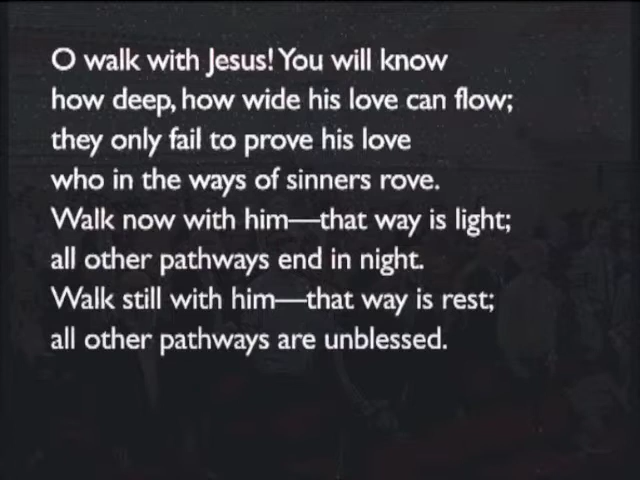 O walk with Jesus! You will know
how deep, how wide his love can flow;
they only fail to prove his love
who in the ways of sinners rove.
Walk now with him—that way is light;
all other pathways end in night.
Walk still with him—that way is rest;
all other pathways are unblessed.